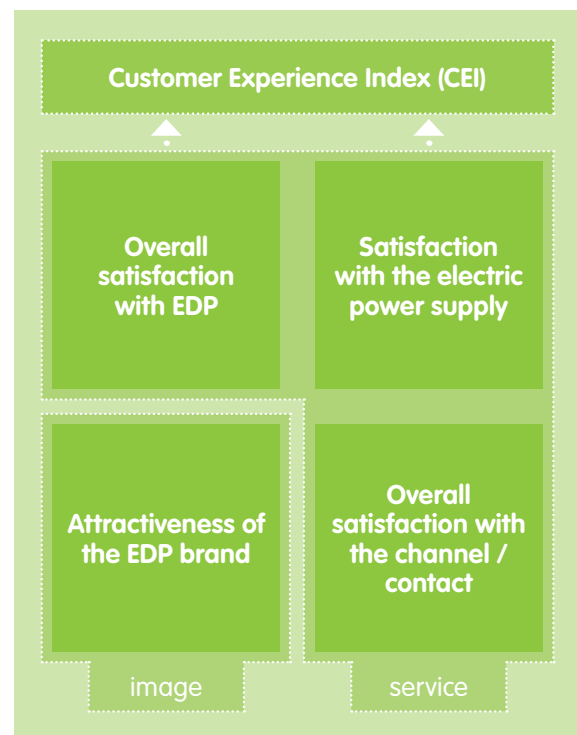 Customer Experience Index (CEI)
Overall
satisfaction
with EDP
Satisfaction
with the electric
power supply
Attractiveness of
the EDP brand
Overall
satisfaction with
the channel /
contact
image
service